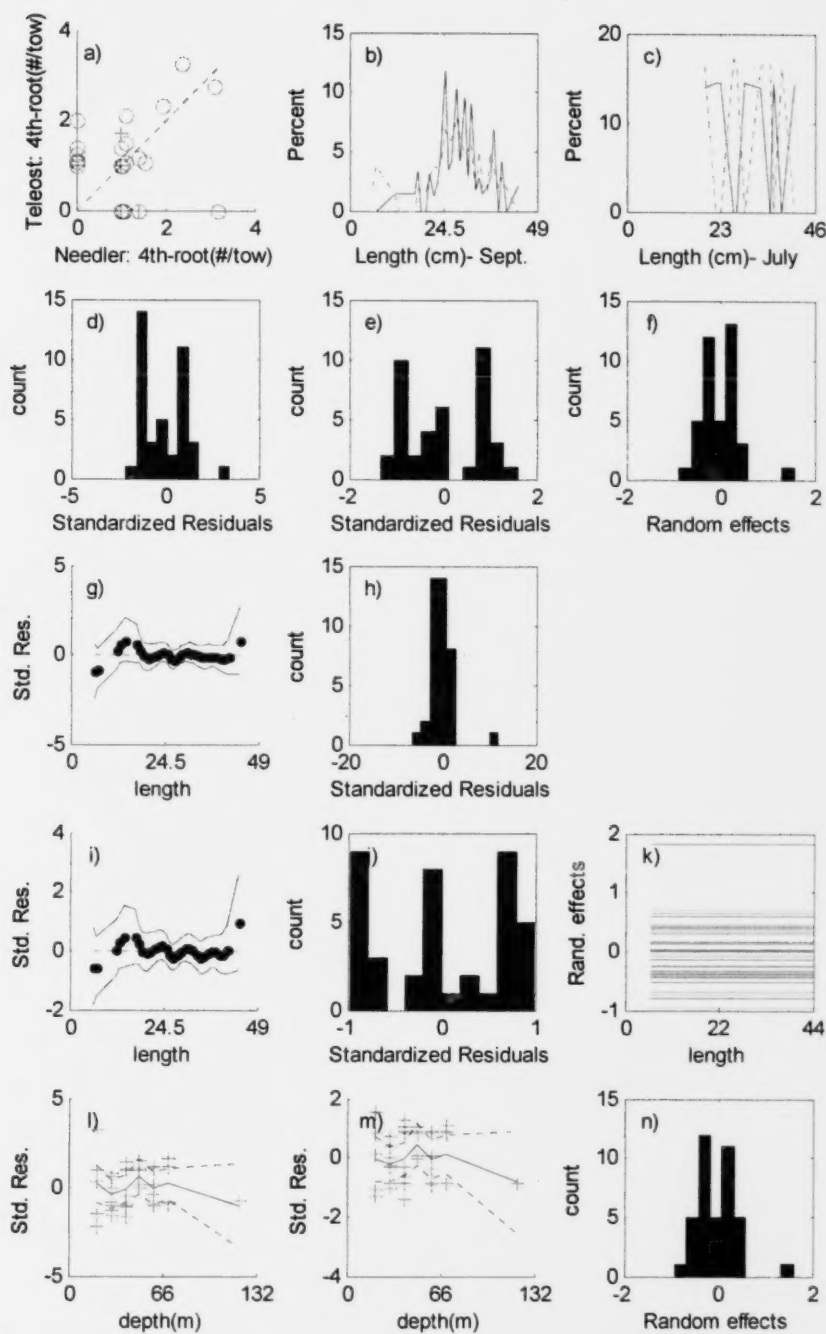 a)
Teleost: 4th-root(#/tow)
4
2
0
0 2 4
Needler: 4th-root(#/tow)
b)
Percent
15
10
5
0
0 24.5 49
Length (cm)- Sept.
c)
Percent
20
10
0
0 23 46
Length (cm)- July
d)
count
15
10
5
0
-5 0 5
Standardized Residuals
e)
count
15
10
5
0
-2 0 2
Standardized Residuals
f)
count
15
10
5
0
-2 0 2
Random effects
g)
Std. Res.
5
0
-5
0 24.5 49
length
h)
count
15
10
5
0
-20 0 20
Standardized Residuals
i)
Std. Res.
4
2
0
-2
0 24.5 49
length
j)
count
10
5
0
-1 0 1
Standardized Residuals
k)
Rand. effects
2
1
0
-1
0 22 44
length
l)
Std. Res.
5
0
-5
0 66 132
depth(m)
m)
Std. Res.
2
0
-2
-4
0 66 132
depth(m)
n)
count
15
10
5
0
-2 0 2
Random effects